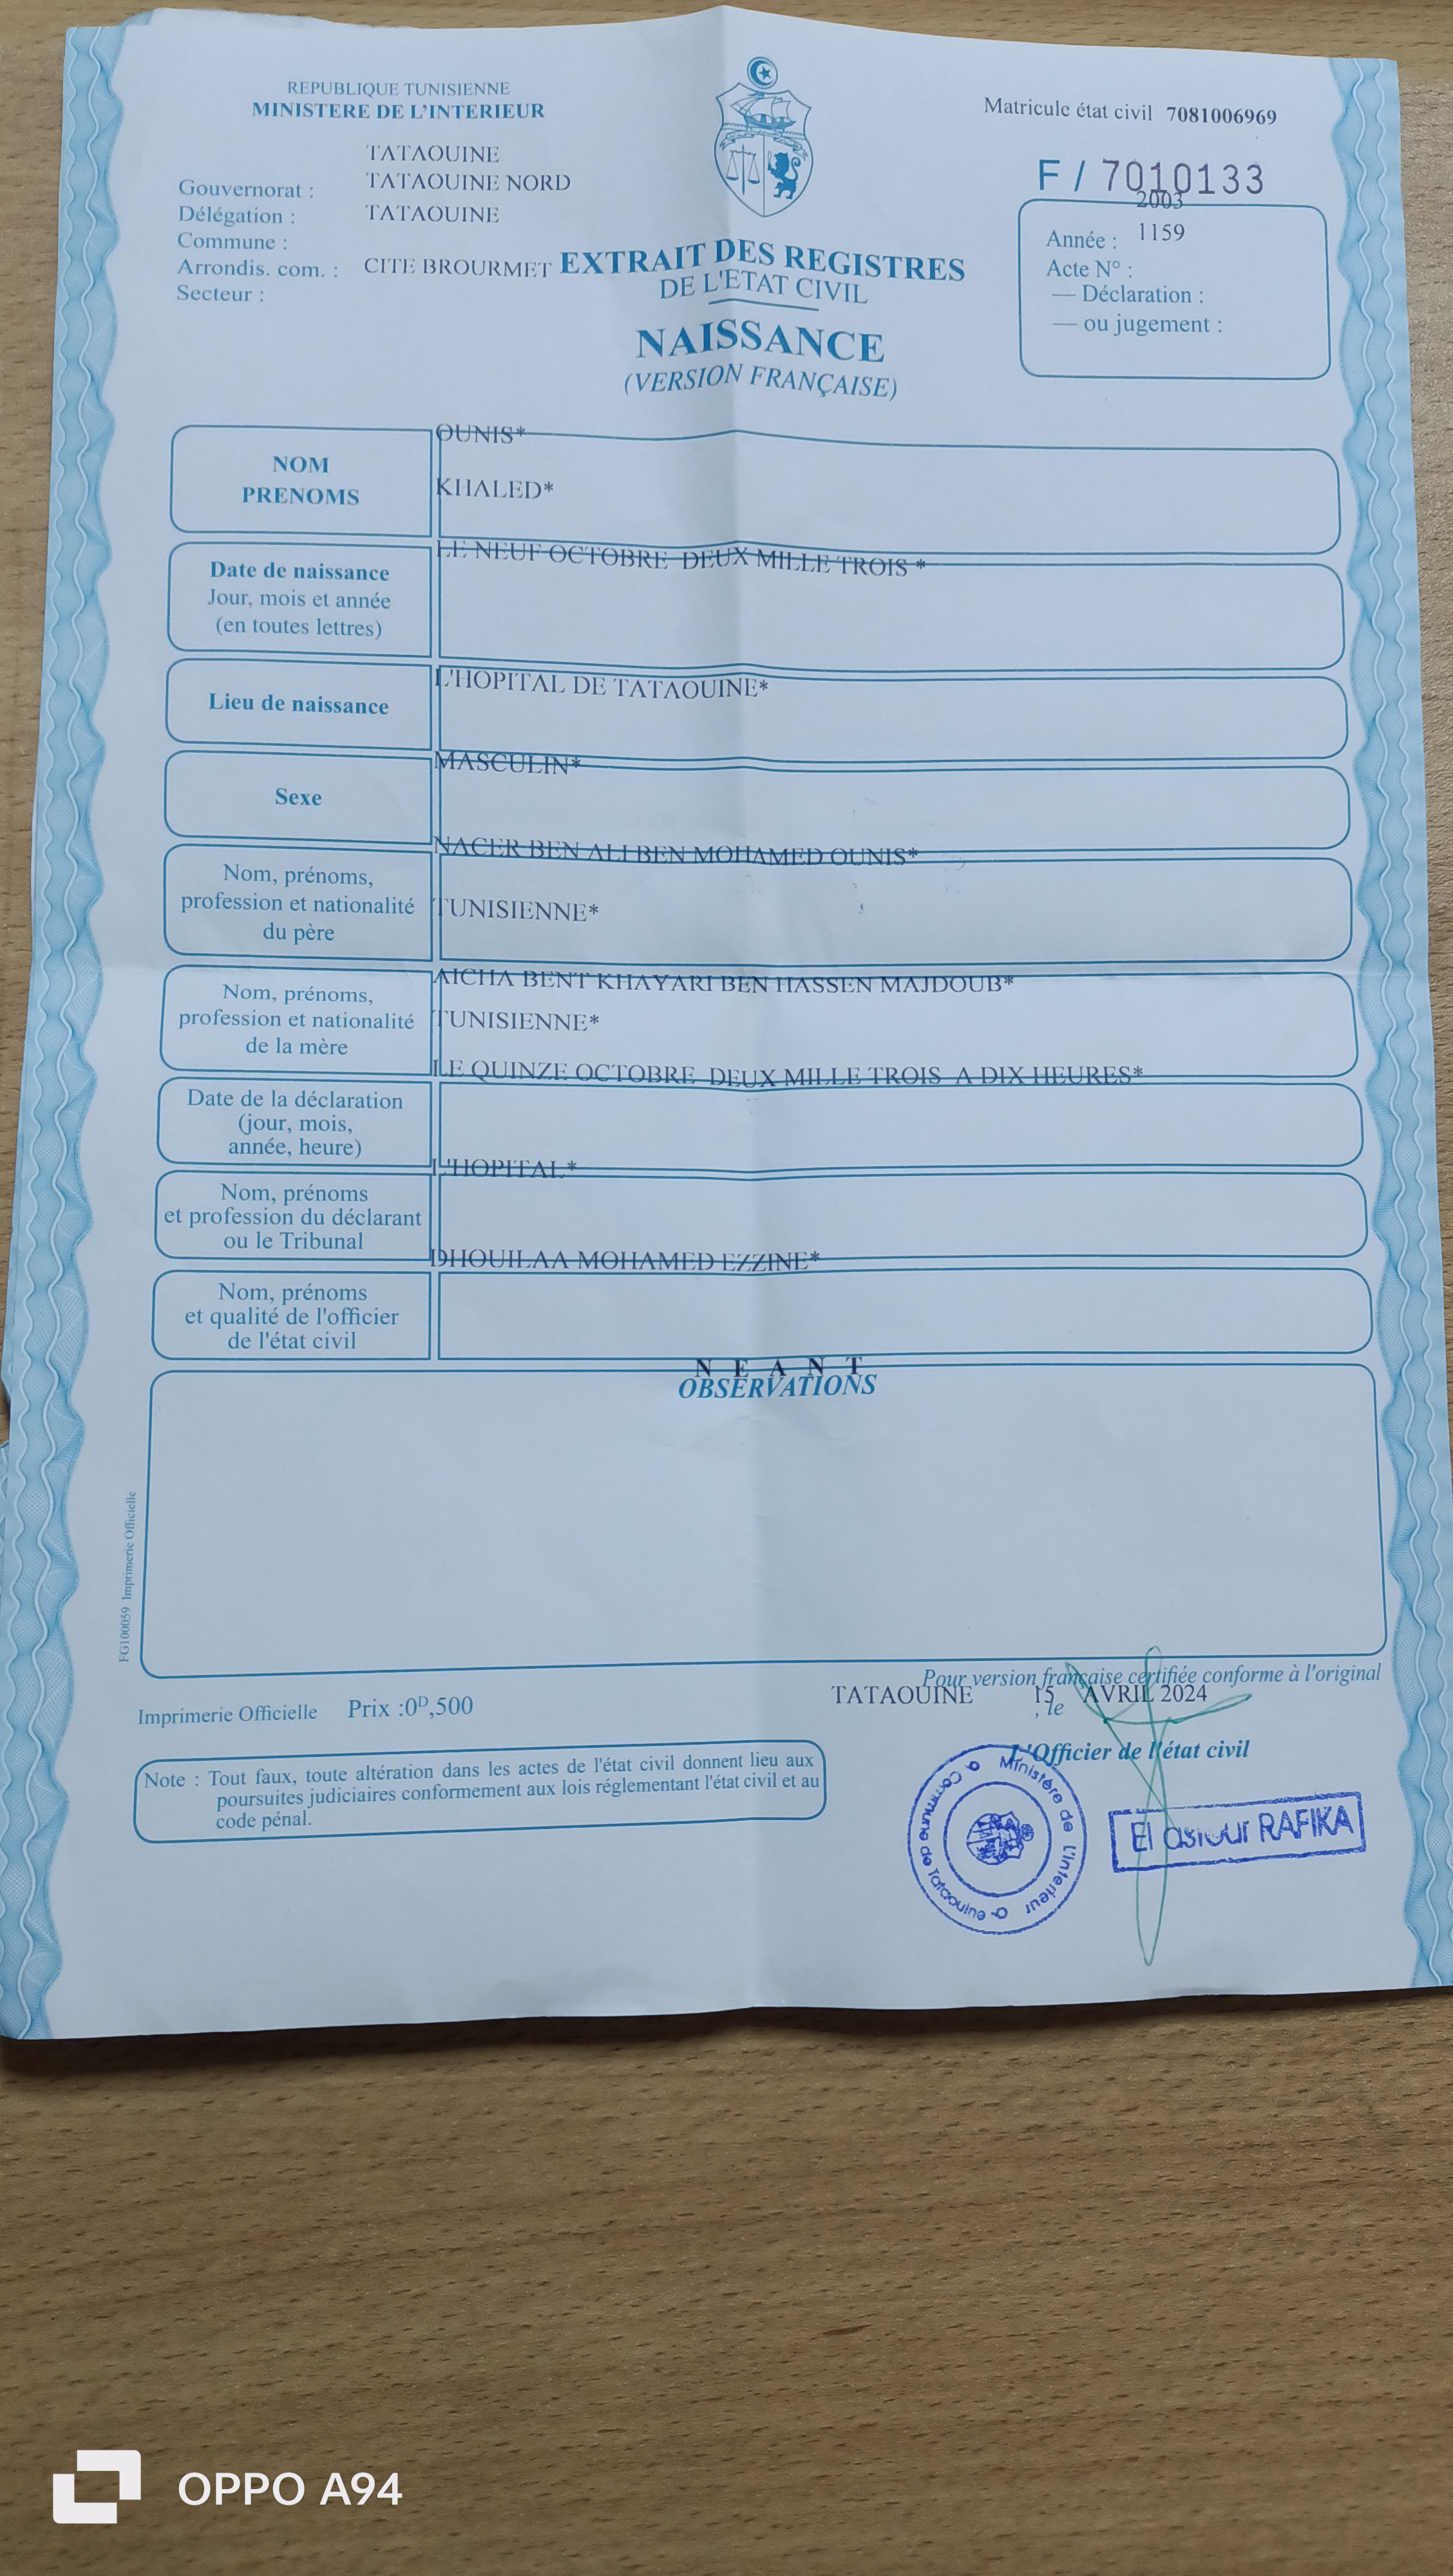 REPUBLIQUE TUNISIENNE
MINISTERE DE L'INTERIEUR
Matricule état civil 7081006969
F / 7010133
TATAOUINE
Gouvernorat : TATAOUINE NORD
Délégation : TATAOUINE
Commune :
Arrondis. com. : CITE BROURMET
Secteur :
2003
Année : 1159
Acte N° :
— Déclaration :
— ou jugement :
EXTRAIT DES REGISTRES
DE L'ETAT CIVIL
NAISSANCE
(VERSION FRANÇAISE)
OUNIS*
NOM
PRENOMS
KHALED*
LE NEUF OCTOBRE DEUX MILLE TROIS *
Date de naissance
Jour, mois et année
(en toutes lettres)
L'HOPITAL DE TATAOUINE*
Lieu de naissance
MASCULIN*
Sexe
NACER BEN ALI BEN MOHAMED OUNIS*
Nom, prénoms,
profession et nationalité
du père
TUNISIENNE*
AICHA BENT KHAYARI BEN HASSEN MAJDOUB*
Nom, prénoms,
profession et nationalité
de la mère
TUNISIENNE*
LE QUINZE OCTOBRE DEUX MILLE TROIS A DIX HEURES*
Date de la déclaration
(jour, mois,
année, heure)
L'HOPITAL*
Nom, prénoms
et profession du déclarant
ou le Tribunal
DHOUILAA MOHAMED EZZINE*
Nom, prénoms
et qualité de l'officier
de l'état civil
N E A N T
OBSERVATIONS
FG100059 Imprimerie Officielle
Pour version française certifiée conforme à l'original
Imprimerie Officielle Prix :0D,500
TATAOUINE , le 15 AVRIL 2024
L'Officier de l'état civil
Note : Tout faux, toute altération dans les actes de l'état civil donnent lieu aux
poursuites judiciaires conformement aux lois réglementant l'état civil et au
code pénal.
Ministère de L'Interieur
Commune de Tataouine
El RAFIKA
OPPO A94